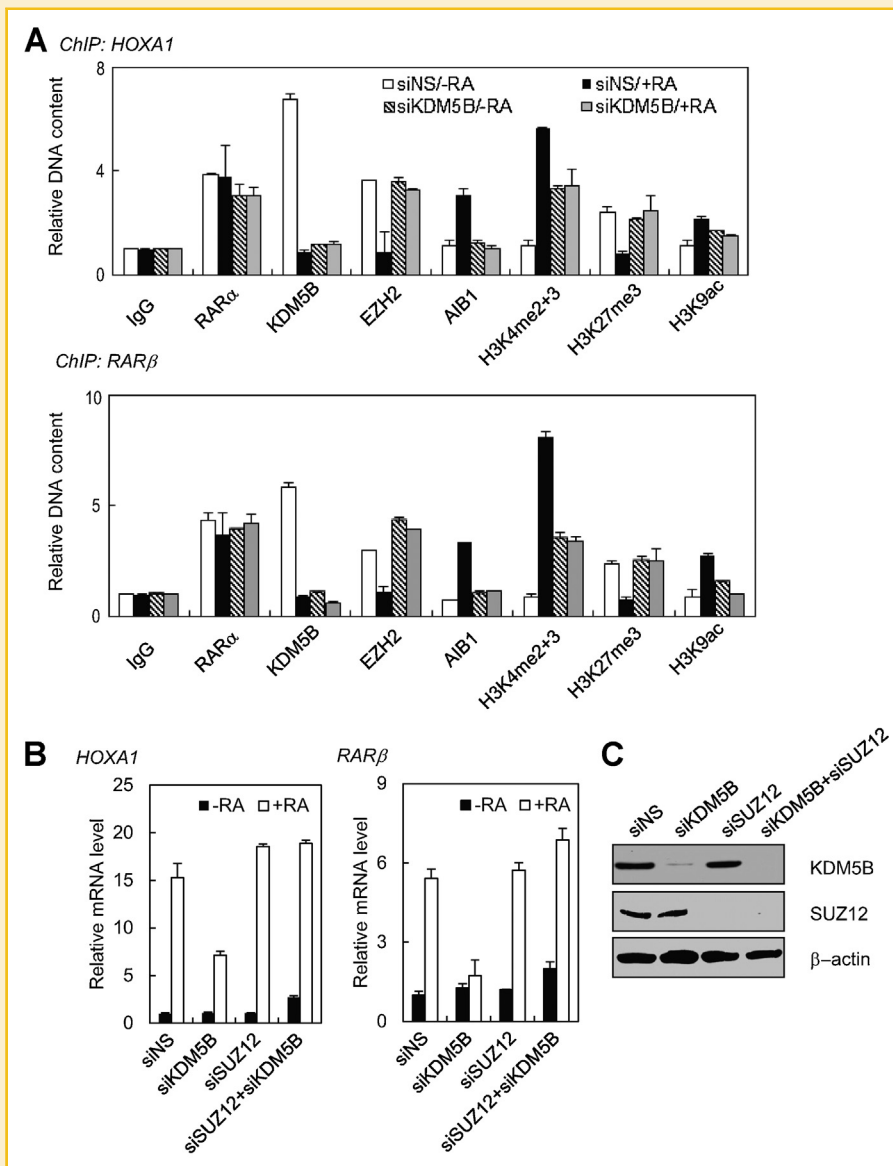 A ChIP: HOXA1
8
4
0
Relative DNA content
siNS/-RA siNS/+RA
siKDM5B/-RA siKDM5B/+RA
IgG RARα KDM5B EZH2 AIB1 H3K4me2+3 H3K27me3 H3K9ac
ChIP: RARβ
10
5
0
Relative DNA content
IgG RARα KDM5B EZH2 AIB1 H3K4me2+3 H3K27me3 H3K9ac
B HOXA1
25
20
15
10
5
0
Relative mRNA level
-RA +RA
siNS siKDM5B siSUZ12 siSUZ12+siKDM5B
RARβ
9
6
3
0
Relative mRNA level
-RA +RA
siNS siKDM5B siSUZ12 siSUZ12+siKDM5B
C
siNS siKDM5B siSUZ12 siKDM5B+siSUZ12
KDM5B
SUZ12
β–actin